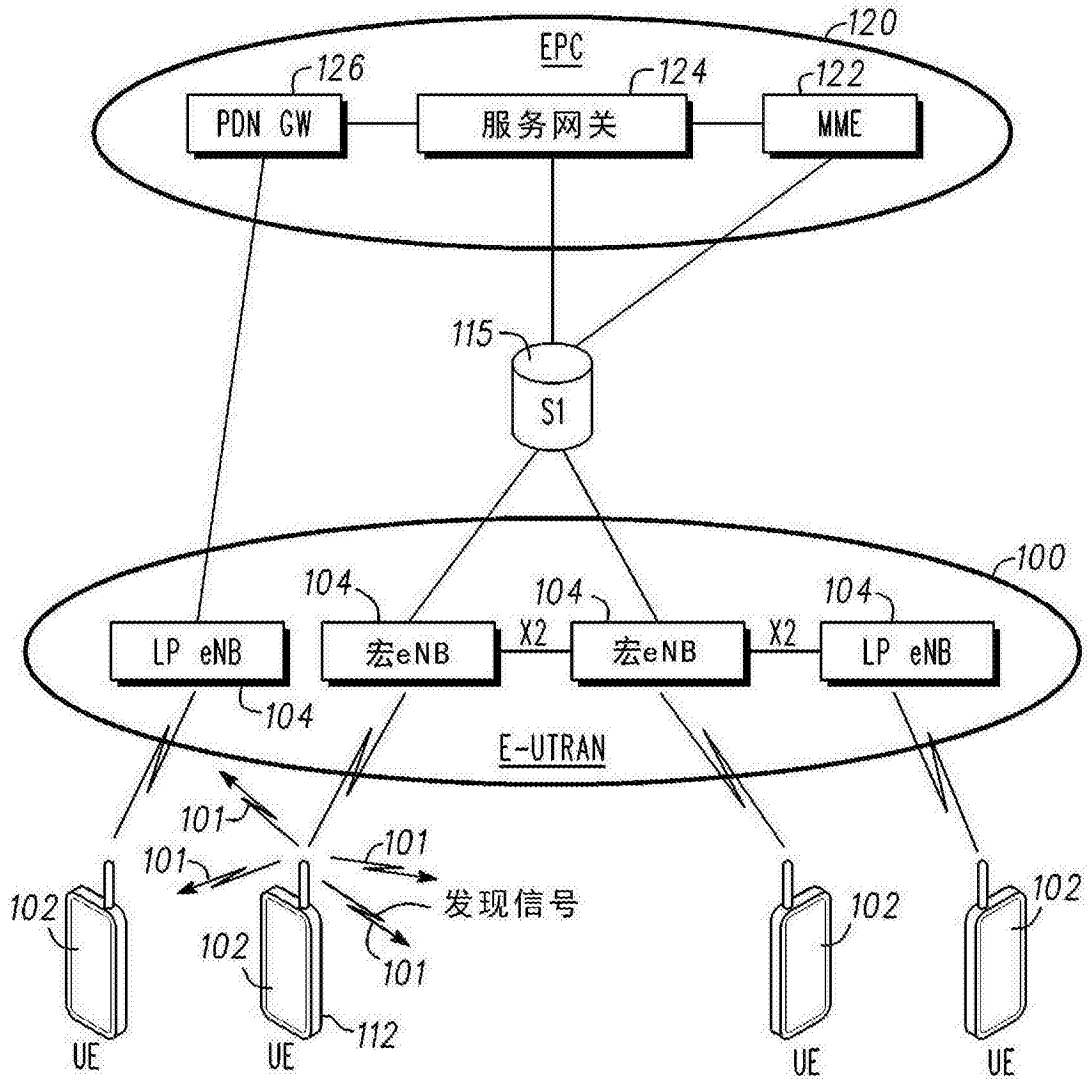 120
EPC
126
124
122
PDN GW
服务网关
MME
115
S1
100
104
104
104
LP eNB
宏eNB
X2
宏eNB
X2
LP eNB
104
E-UTRAN
101
101
101
发现信号
101
102
102
102
102
112
UE
UE
UE
UE